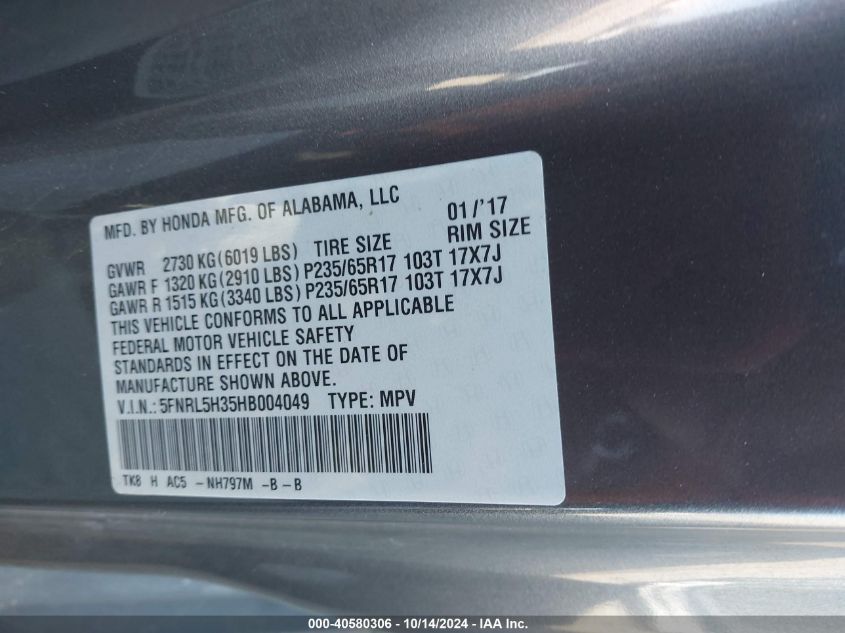 MFD. BY HONDA MFG. OF ALABAMA, LLC 01/'17
GVWR 2730 KG(6019 LBS) TIRE SIZE RIM SIZE
GAWR F 1320 KG(2910 LBS)P235/65R17 103T 17X7J
GAWR R 1515 KG(3340 LBS)P235/65R17 103T 17X7J
THIS VEHICLE CONFORMS TO ALL APPLICABLE
FEDERAL MOTOR VEHICLE SAFETY
STANDARDS IN EFFECT ON THE DATE OF
MANUFACTURE SHOWN ABOVE.
V.I.N.:5FNRL5H35HB004049 TYPE: MPV
TK8 H AC5 -NH797M -B-B
000-40580306 - 10/14/2024 - IAA Inc.